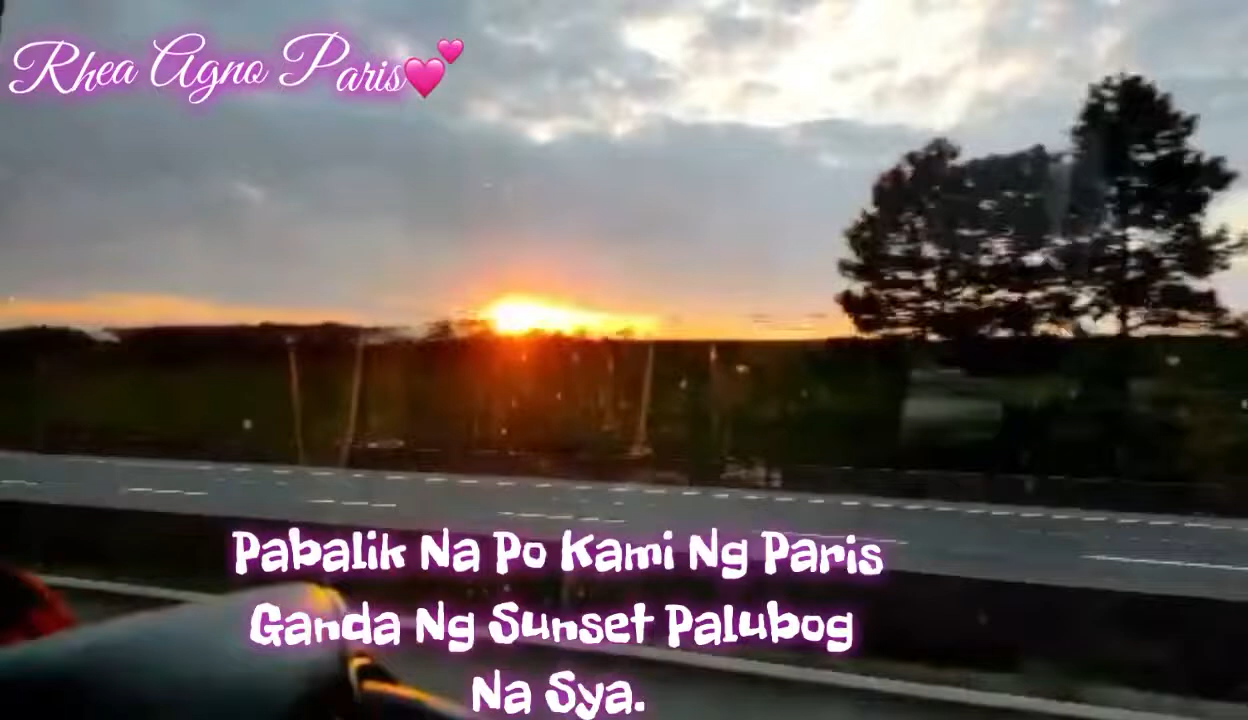 Rhea Agno Paris💕
Pabalik Na Po Kami Ng Paris
Ganda Ng Sunset Palubog
Na Sya.